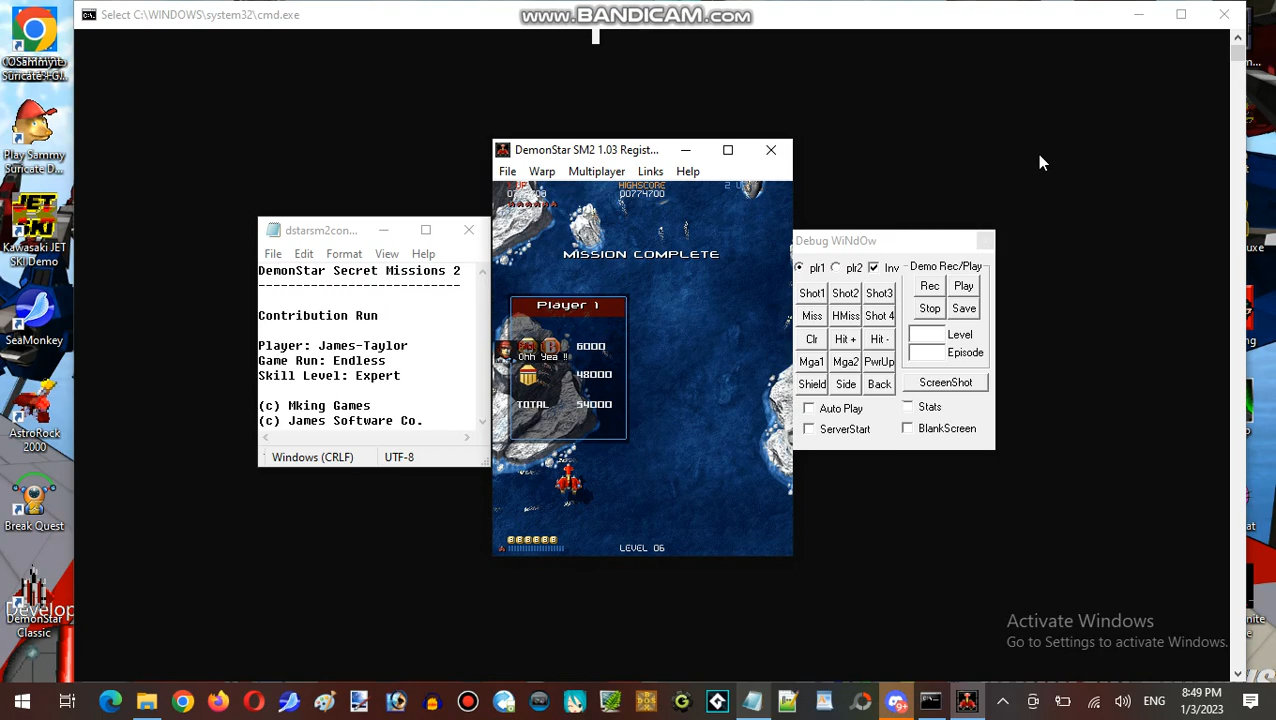 Select C:\WINDOWS\system32\cmd.exe
www.BANDICAM.com
Play Sammy
Suricate D...
JET SKI
Kawasaki JET
SKI Demo
SeaMonkey
AstroRock
2000
Break Quest
Develop
DemonStar
Classic
dstarsm2con...
File Edit Format View Help
DemonStar Secret Missions 2
---------------------------
Contribution Run
Player: James-Taylor
Game Run: Endless
Skill Level: Expert
(c) Mking Games
(c) James Software Co.
Windows (CRLF) UTF-8
DemonStar SM2 1.03 Regist...
File Warp Multiplayer Links Help
HIGHSCORE
00774700
MISSION COMPLETE
Player 1
6000
Ohh Yea !!
48000
TOTAL 54000
LEVEL 06
Debug WiNdOw
plr1 plr2 Inv
Demo Rec/Play
Shot1 Shot2 Shot3 Rec Play
Miss HMiss Shot 4 Stop Save
Clr Hit + Hit - Level
Mga1 Mga2 PwrUp Episode
Shield Side Back ScreenShot
Auto Play Stats
ServerStart BlankScreen
Activate Windows
Go to Settings to activate Windows.
ENG
8:49 PM
1/3/2023